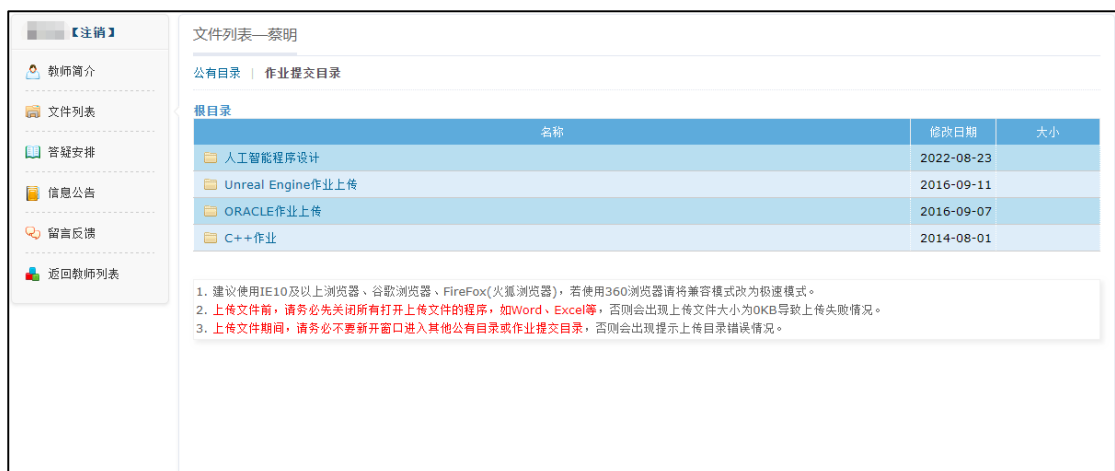 【注销】
教师简介
文件列表
答疑安排
信息公告
留言反馈
返回教师列表
文件列表—蔡明
公有目录 | 作业提交目录
根目录
名称 修改日期 大小
人工智能程序设计 2022-08-23
Unreal Engine作业上传 2016-09-11
ORACLE作业上传 2016-09-07
C++作业 2014-08-01
1. 建议使用IE10及以上浏览器、谷歌浏览器、FireFox(火狐浏览器)，若使用360浏览器请将兼容模式改为极速模式。
2. 上传文件前，请务必先关闭所有打开上传文件的程序，如Word、Excel等，否则会出现上传文件大小为0KB导致上传失败情况。
3. 上传文件期间，请务必不要新开窗口进入其他公有目录或作业提交目录，否则会出现提示上传目录错误情况。